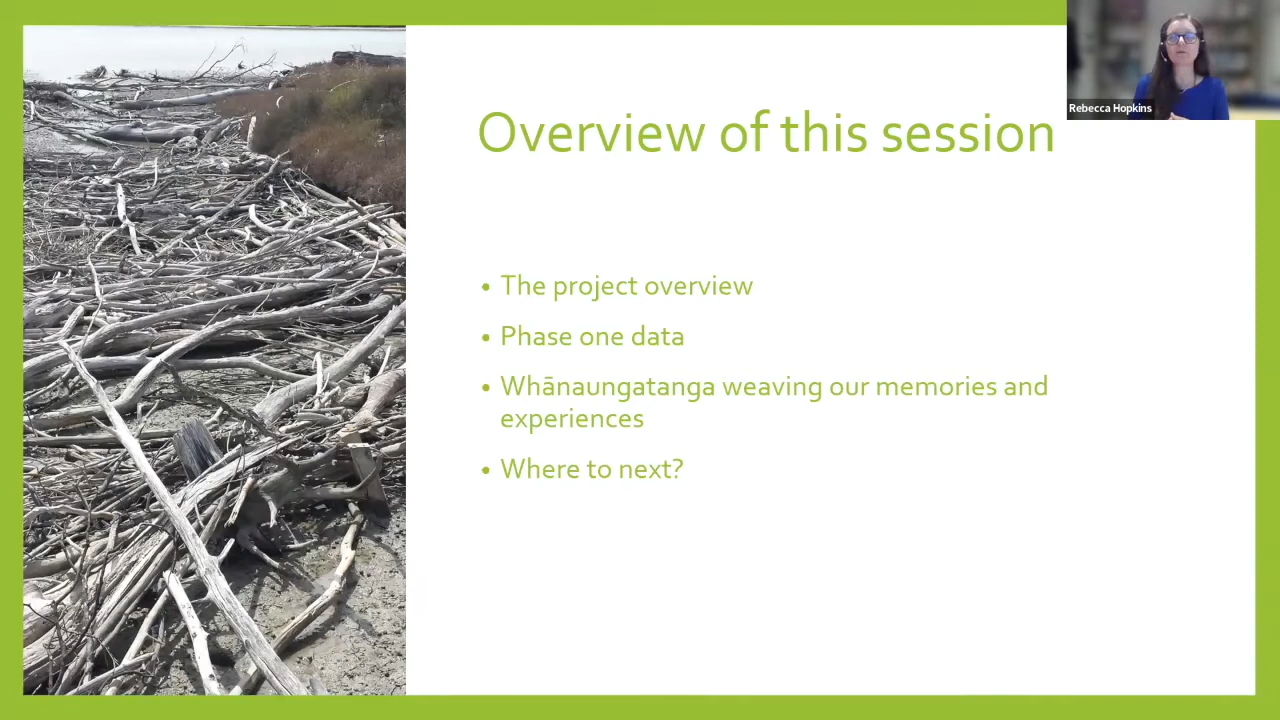 Rebecca Hopkins
Overview of this session
• The project overview
• Phase one data
• Whānaungatanga weaving our memories and
experiences
• Where to next?